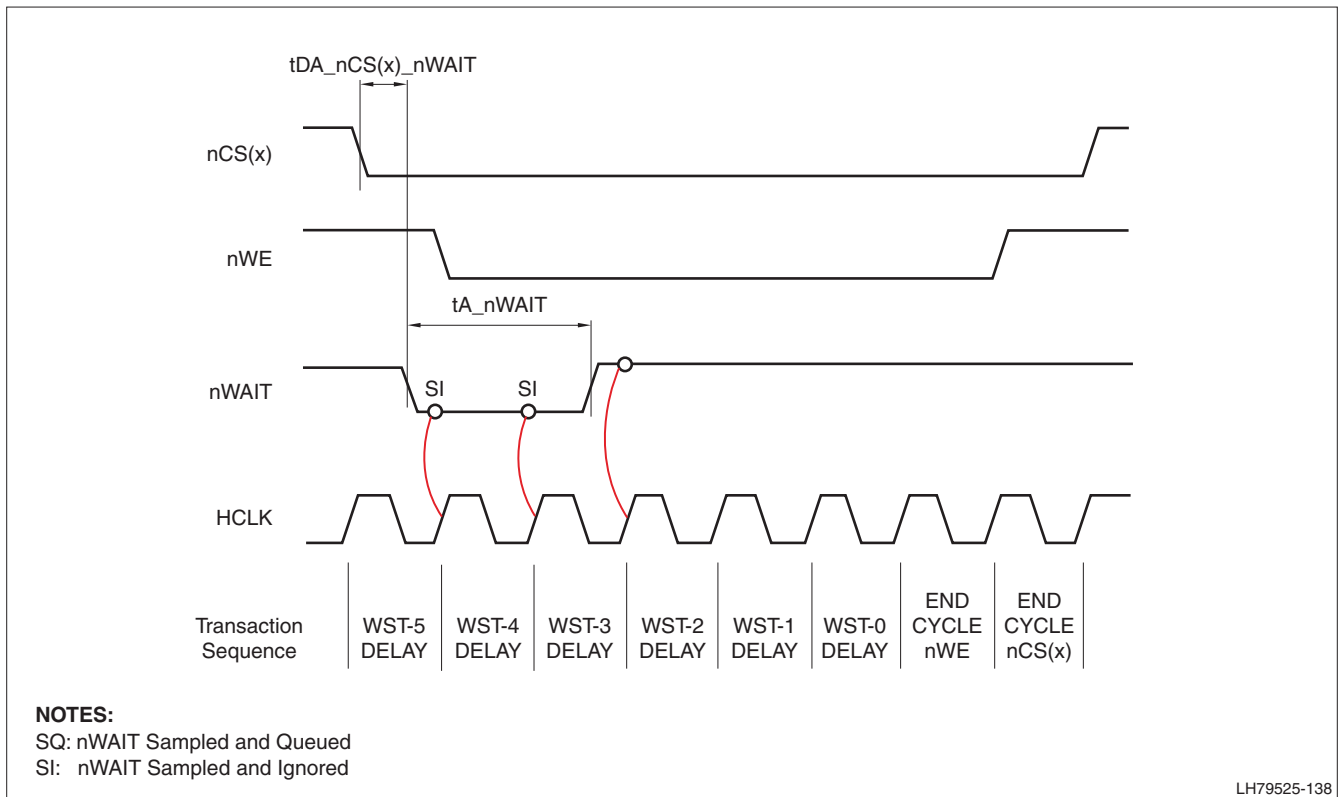 tDA_nCS(x)_nWAIT
nCS(x)
nWE
tA_nWAIT
nWAIT
SI
SI
HCLK
Transaction
Sequence
WST-5
DELAY
WST-4
DELAY
WST-3
DELAY
WST-2
DELAY
WST-1
DELAY
WST-0
DELAY
END
CYCLE
nWE
END
CYCLE
nCS(x)
NOTES:
SQ: nWAIT Sampled and Queued
SI: nWAIT Sampled and Ignored
LH79525-138